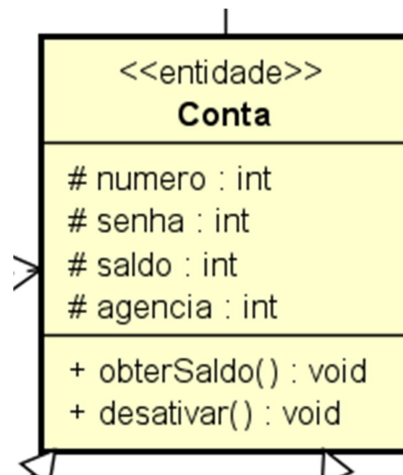 <<entidade>>
Conta
# numero : int
# senha : int
# saldo : int
# agencia : int
+ obterSaldo() : void
+ desativar() : void